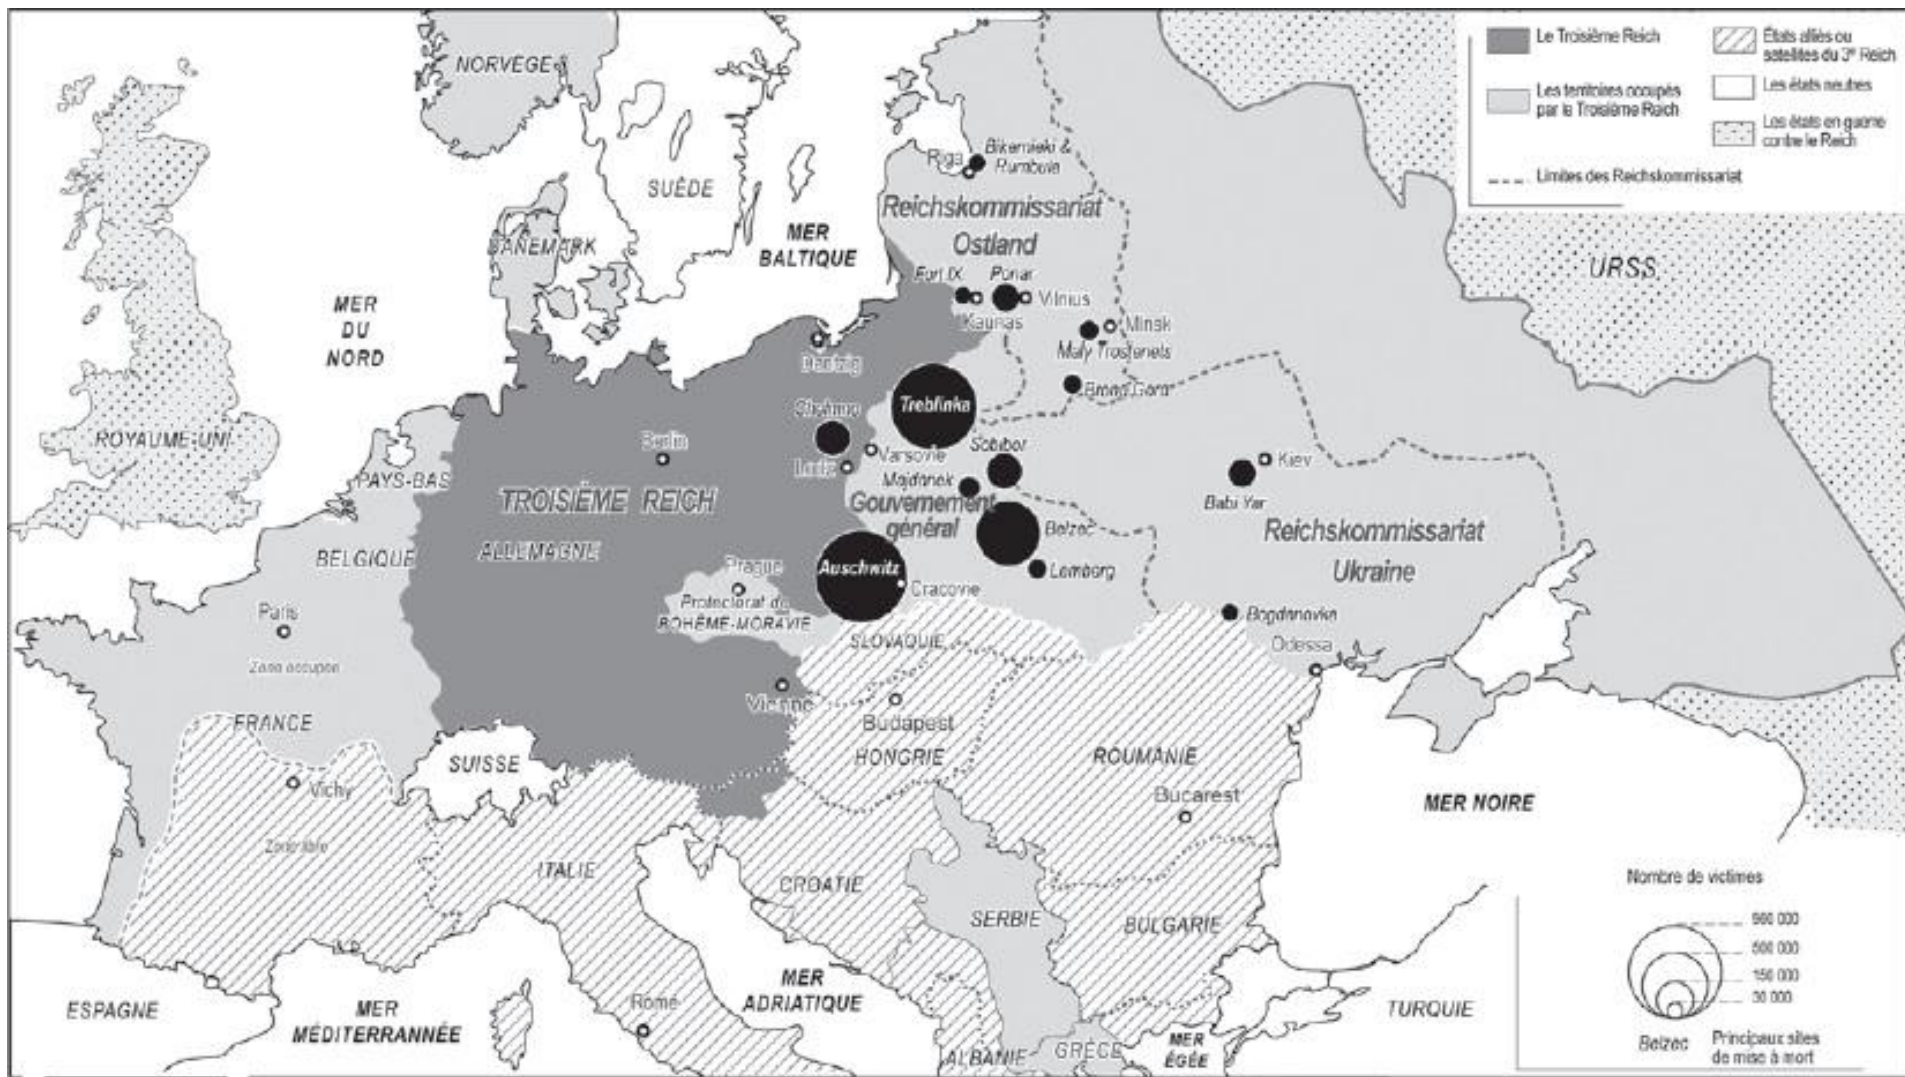 Le Troisième Reich
Les territoires occupés
par le Troisième Reich
Limites des Reichskommissariat
États alliés ou
satellites du 3e Reich
Les états neutres
Les états en guerre
contre le Reich
NORVÈGE
SUÈDE
DANEMARK
MER
BALTIQUE
MER
DU
NORD
ROYAUME-UNI
PAYS-BAS
BELGIQUE
Riga
Bikernieki &
Rumbula
Reichskommissariat
Ostland
Fort IX
Kaunas
Ponar
Vilnius
Minsk
Maly Trostenets
URSS
Dantzig
Treblinka
Berlin
Varsovie
Sobibor
Majdanek
TROISIÈME REICH
ALLEMAGNE
Gouvernement
général
Belzec
Lemberg
Kiev
Babi Yar
Reichskommissariat
Ukraine
Auschwitz
Cracovie
Prague
Protectorat de
BOHÊME-MORAVIE
SLOVAQUIE
Bogdanovka
Odessa
Paris
Zone occupée
FRANCE
Vichy
Zone libre
SUISSE
Vienne
Budapest
HONGRIE
ROUMANIE
Bucarest
MER NOIRE
ITALIE
CROATIE
SERBIE
BULGARIE
Rome
MER
ADRIATIQUE
ALBANIE
GRÈCE
MER
ÉGÉE
TURQUIE
ESPAGNE
MER
MÉDITERRANNÉE
Nombre de victimes
500 000
150 000
30 000
Belzec
Principaux sites
de mise à mort